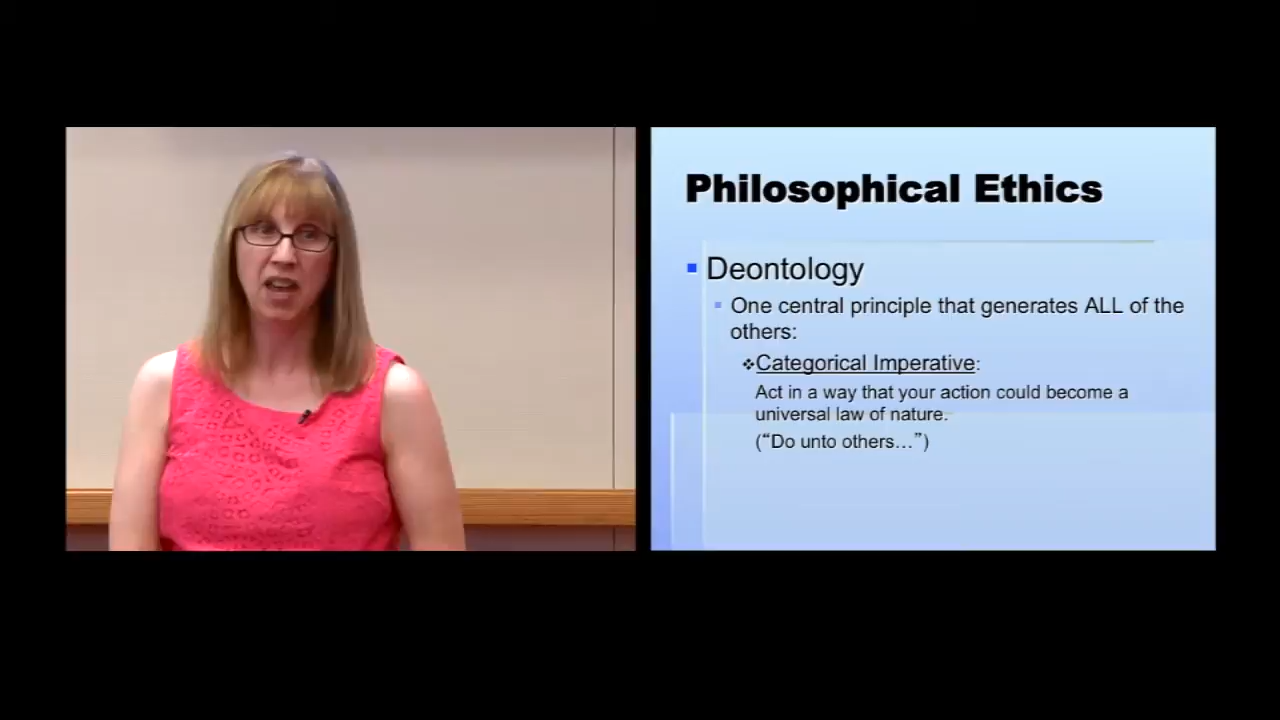 Philosophical Ethics
Deontology
One central principle that generates ALL of the
others:
Categorical Imperative:
Act in a way that your action could become a
universal law of nature.
(“Do unto others…”)